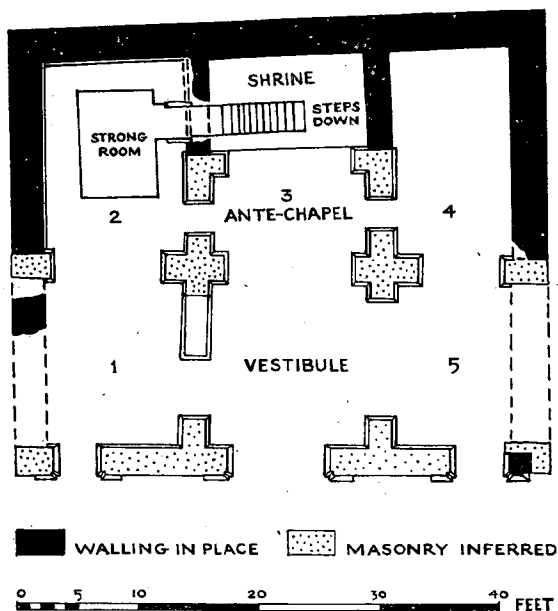 SHRINE
STEPS
DOWN
STRONG
ROOM
3
2
ANTE-CHAPEL
4
1
VESTIBULE
5
WALLING IN PLACE
MASONRY INFERRED
0 5 10 20 30 40 FEET